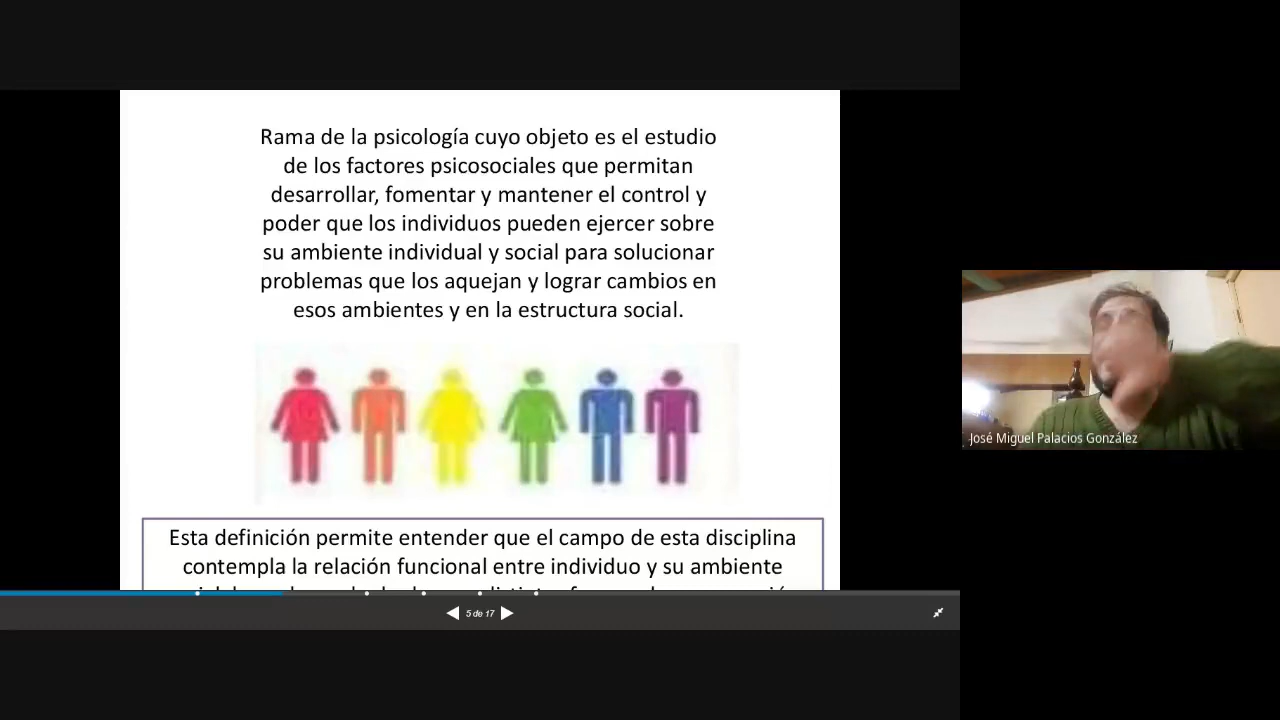 Rama de la psicología cuyo objeto es el estudio
de los factores psicosociales que permitan
desarrollar, fomentar y mantener el control y
poder que los individuos pueden ejercer sobre
su ambiente individual y social para solucionar
problemas que los aquejan y lograr cambios en
esos ambientes y en la estructura social.
Esta definición permite entender que el campo de esta disciplina
contempla la relación funcional entre individuo y su ambiente
5 de 17
José Miguel Palacios González